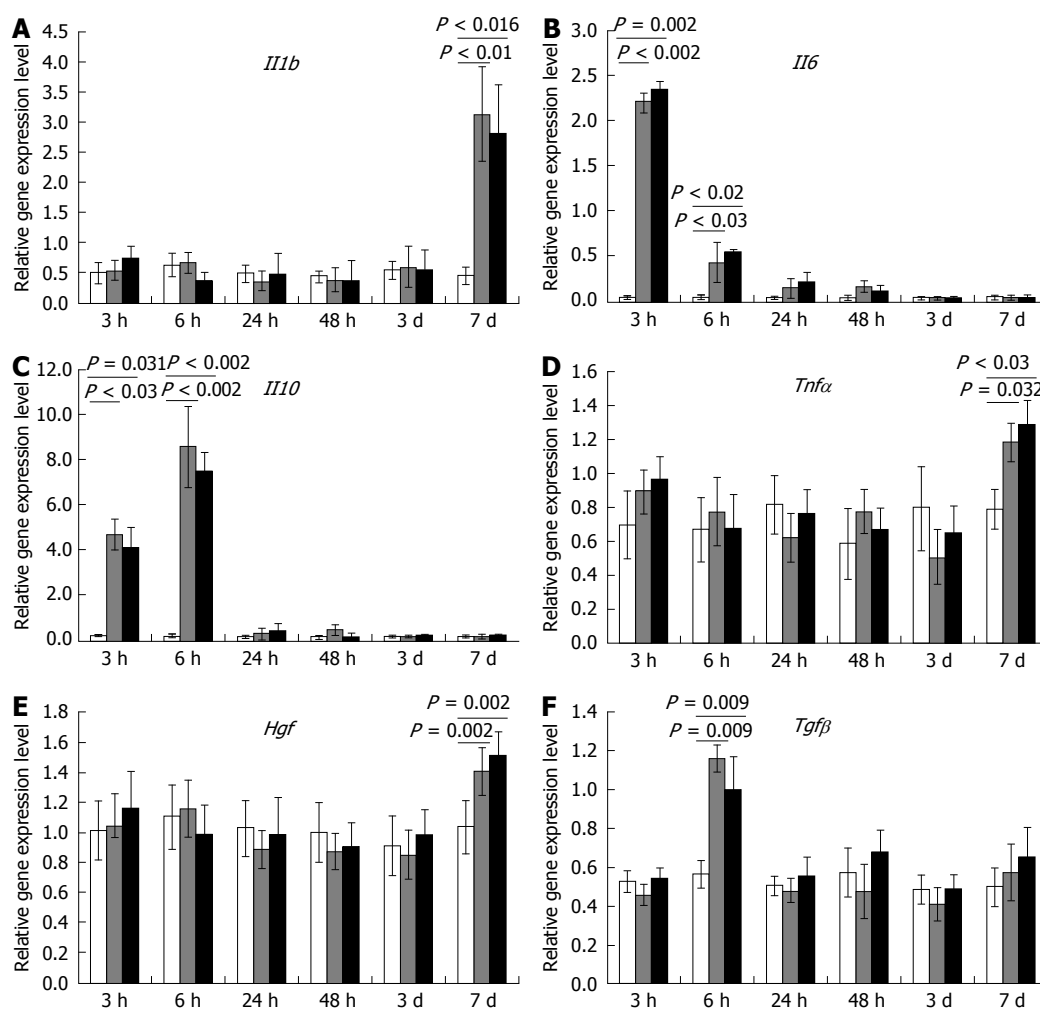 A
Relative gene expression level
4.5
4.0
3.5
3.0
2.5
2.0
1.5
1.0
0.5
0.0
Il1b
P < 0.016
P < 0.01
3 h 6 h 24 h 48 h 3 d 7 d
B
Relative gene expression level
3.0
2.5
2.0
1.5
1.0
0.5
0.0
P = 0.002
P < 0.002
Il6
P < 0.02
P < 0.03
3 h 6 h 24 h 48 h 3 d 7 d
C
Relative gene expression level
12.0
10.0
8.0
6.0
4.0
2.0
0.0
P = 0.031 P < 0.002
P < 0.03 P < 0.002
Il10
3 h 6 h 24 h 48 h 3 d 7 d
D
Relative gene expression level
1.6
1.4
1.2
1.0
0.8
0.6
0.4
0.2
0.0
Tnfα
P < 0.03
P = 0.032
3 h 6 h 24 h 48 h 3 d 7 d
E
Relative gene expression level
1.8
1.6
1.4
1.2
1.0
0.8
0.6
0.4
0.2
0.0
Hgf
P = 0.002
P = 0.002
3 h 6 h 24 h 48 h 3 d 7 d
F
Relative gene expression level
1.4
1.2
1.0
0.8
0.6
0.4
0.2
0.0
P = 0.009
P = 0.009
Tgfβ
3 h 6 h 24 h 48 h 3 d 7 d